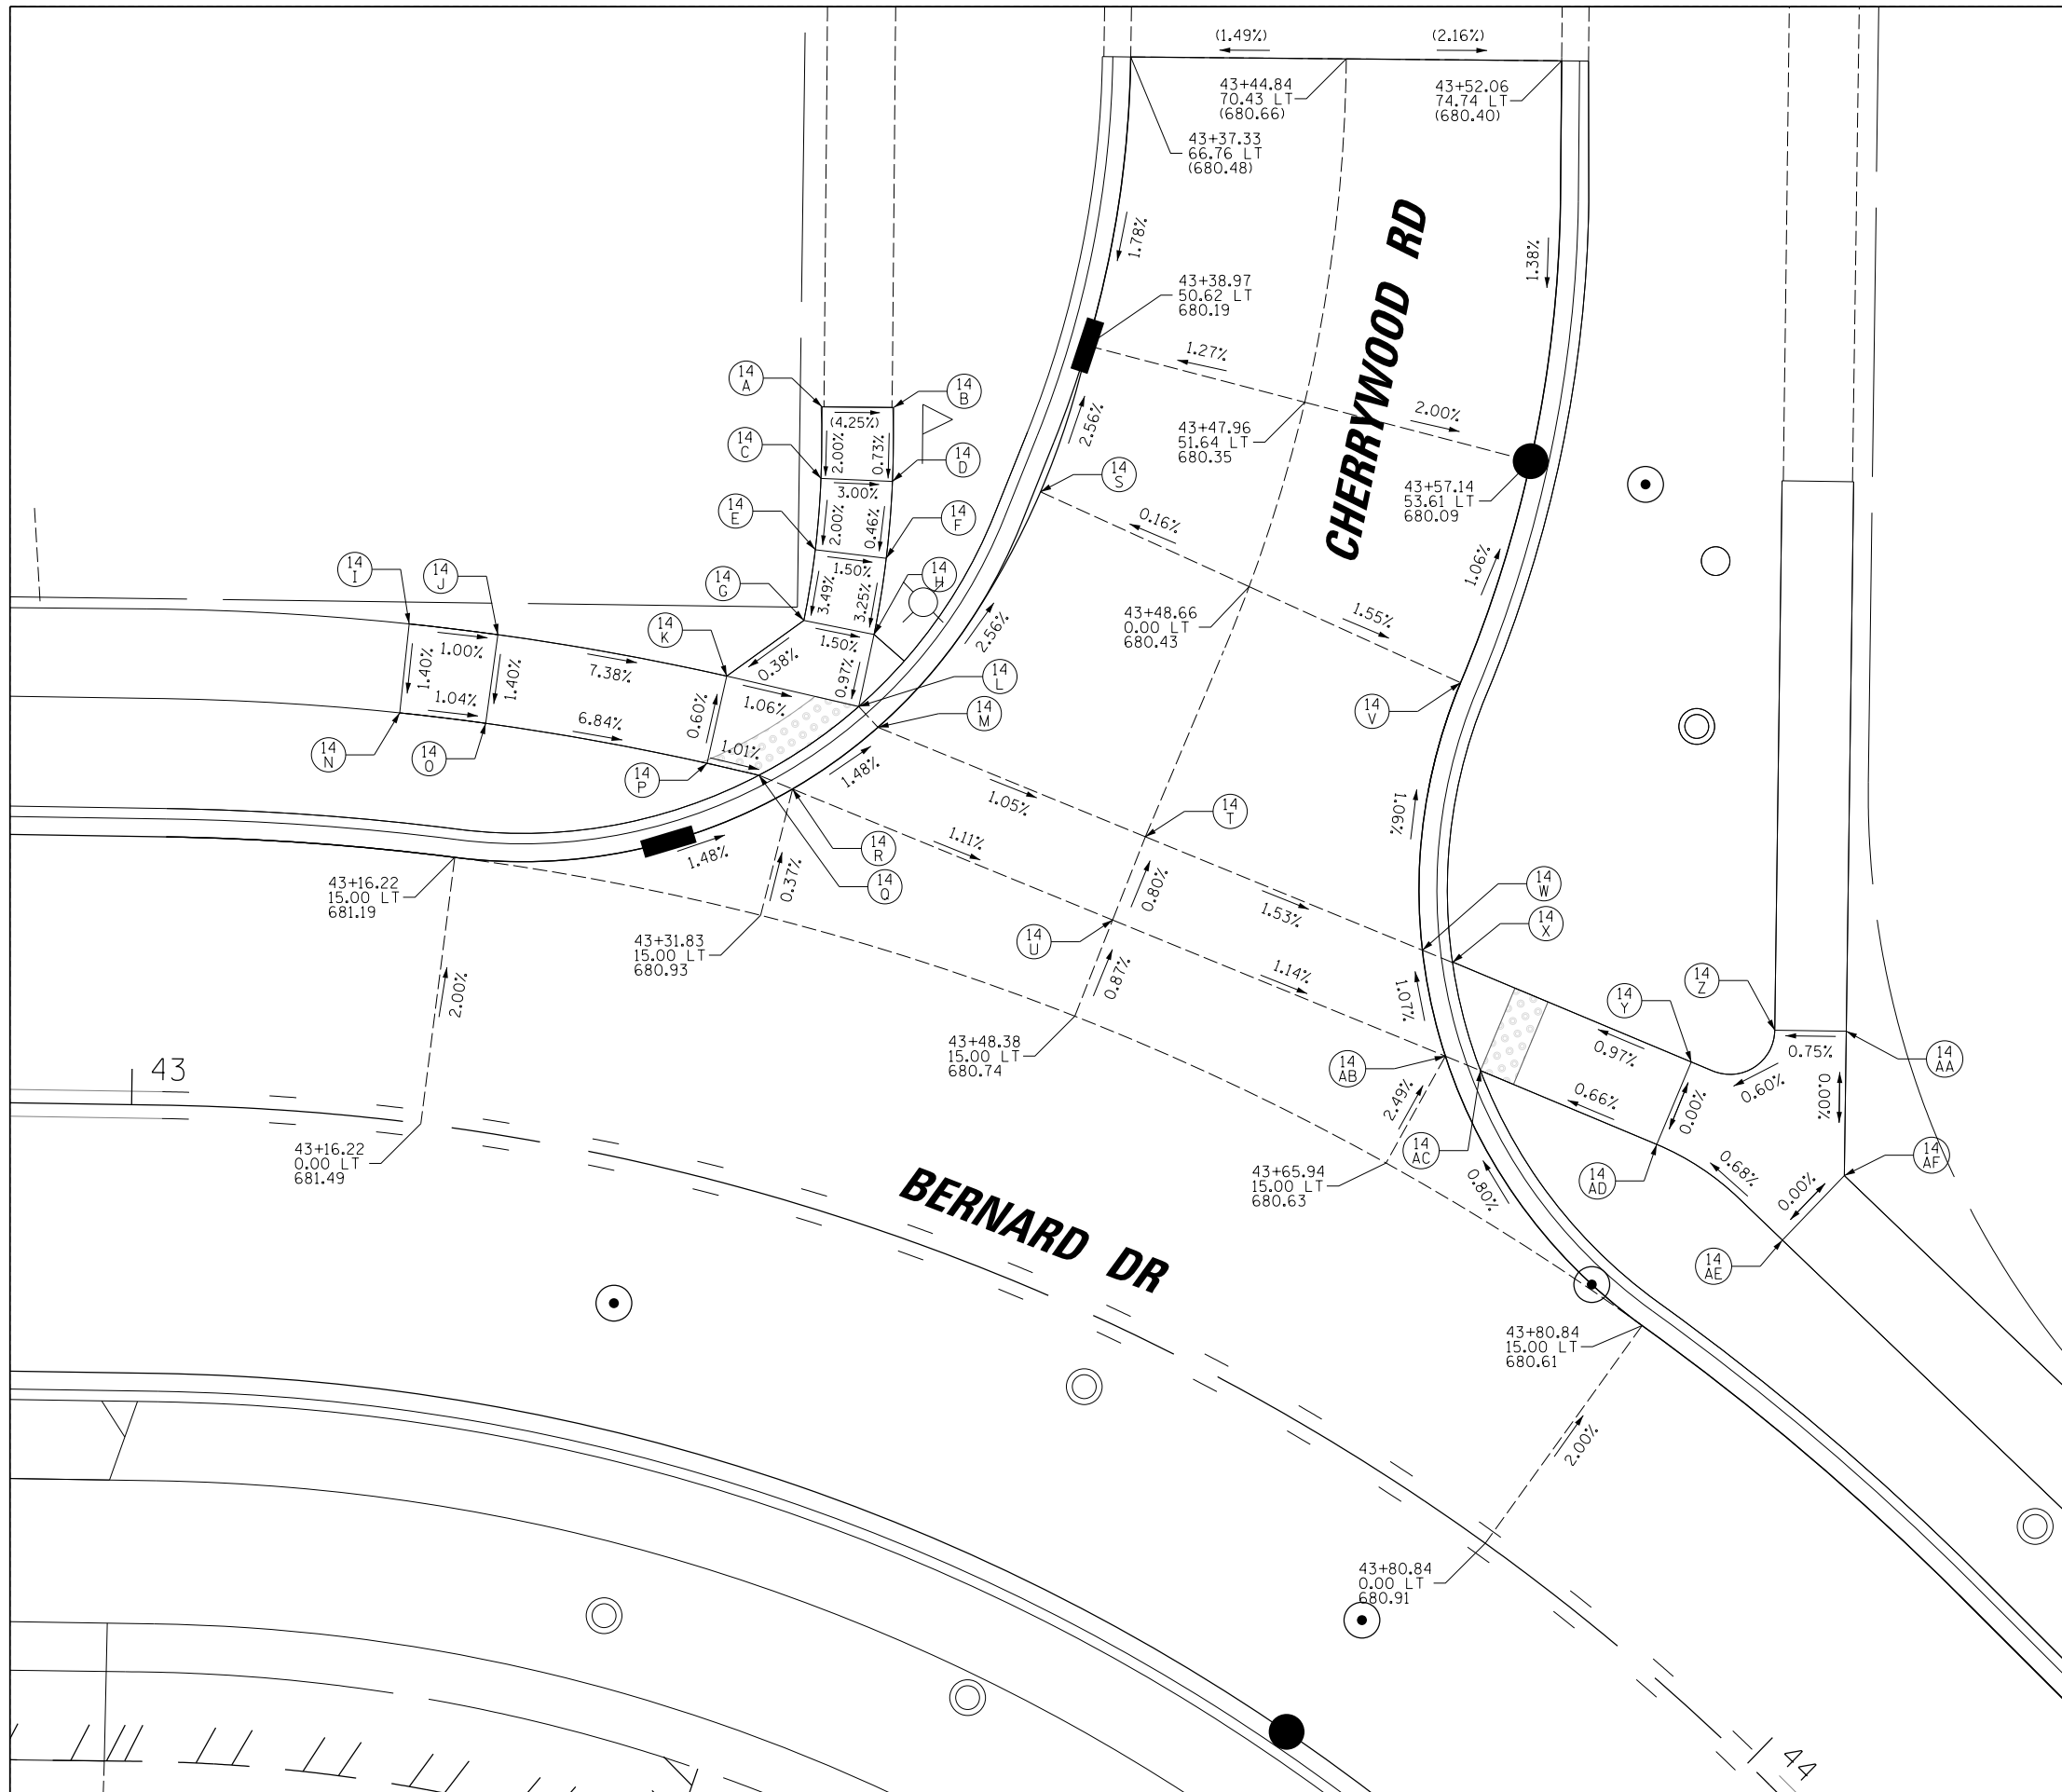 (1.49%)
(2.16%)
43+44.84
70.43 LT
(680.66)
43+52.06
74.74 LT
(680.40)
43+37.33
66.76 LT
(680.48)
1.78%
1.38%
CHERRYWOOD RD
43+38.97
50.62 LT
680.19
1.27%
2.00%
43+47.96
51.64 LT
680.35
43+57.14
53.61 LT
680.09
14
A
14
B
(4.25%)
2.00%
0.73%
14
C
14
D
3.00%
2.00%
0.46%
14
E
14
F
1.50%
3.49%
3.25%
14
G
14
H
1.50%
0.38%
0.97%
14
I
14
J
1.00%
1.40%
1.40%
1.04%
7.38%
6.84%
14
K
0.60%
1.06%
1.01%
14
L
14
M
14
N
14
O
14
P
14
Q
14
R
2.56%
2.56%
14
S
0.16%
1.55%
1.06%
43+48.66
0.00 LT
680.43
14
V
1.48%
1.48%
1.05%
14
T
1.06%
1.11%
0.37%
0.80%
1.53%
14
W
14
X
43+16.22
15.00 LT
681.19
43+31.83
15.00 LT
680.93
14
U
0.87%
1.14%
1.07%
2.00%
43+48.38
15.00 LT
680.74
14
Y
14
Z
0.97%
0.75%
14
AA
0.60%
0.00%
0.66%
0.00%
14
AB
2.49%
14
AC
0.80%
14
AD
0.68%
0.00%
14
AF
14
AE
43
43+16.22
0.00 LT
681.49
BERNARD DR
43+65.94
15.00 LT
680.63
43+80.84
15.00 LT
680.61
2.00%
43+80.84
0.00 LT
680.91
44